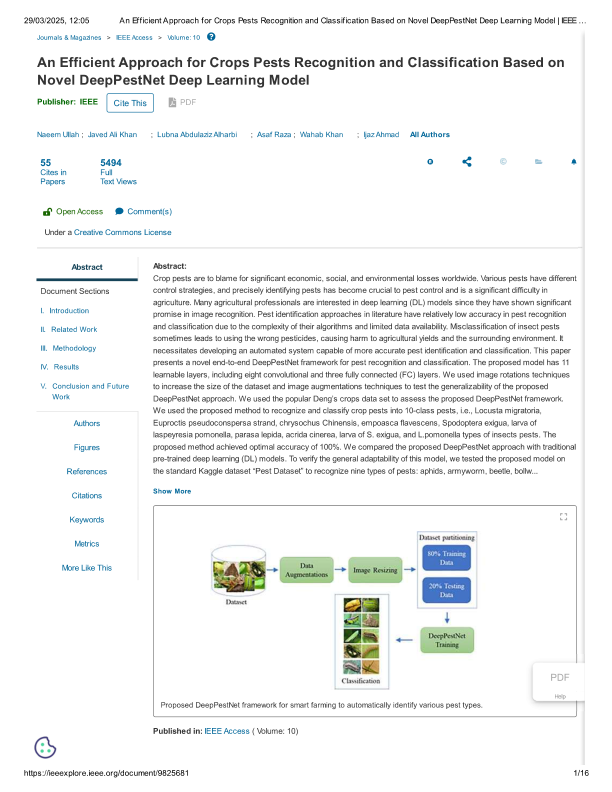 29/03/2025, 12:05 An Efficient Approach for Crops Pests Recognition and Classification Based on Novel DeepPestNet Deep Learning Model | IEEE …
Journals & Magazines > IEEE Access > Volume: 10 ?
An Efficient Approach for Crops Pests Recognition and Classification Based on
Novel DeepPestNet Deep Learning Model
Publisher: IEEE Cite This PDF
Naeem Ullah ; Javed Ali Khan ; Lubna Abdulaziz Alharbi ; Asaf Raza ; Wahab Khan ; Ijaz Ahmad All Authors
55 5494
Cites in Full
Papers Text Views
Open Access Comment(s)
Under a Creative Commons License
Abstract
Document Sections
I. Introduction
II. Related Work
III. Methodology
IV. Results
V. Conclusion and Future
Work
Authors
Figures
References
Citations
Keywords
Metrics
More Like This
Abstract:
Crop pests are to blame for significant economic, social, and environmental losses worldwide. Various pests have different
control strategies, and precisely identifying pests has become crucial to pest control and is a significant difficulty in
agriculture. Many agricultural professionals are interested in deep learning (DL) models since they have shown significant
promise in image recognition. Pest identification approaches in literature have relatively low accuracy in pest recognition
and classification due to the complexity of their algorithms and limited data availability. Misclassification of insect pests
sometimes leads to using the wrong pesticides, causing harm to agricultural yields and the surrounding environment. It
necessitates developing an automated system capable of more accurate pest identification and classification. This paper
presents a novel end-to-end DeepPestNet framework for pest recognition and classification. The proposed model has 11
learnable layers, including eight convolutional and three fully connected (FC) layers. We used image rotations techniques
to increase the size of the dataset and image augmentations techniques to test the generalizability of the proposed
DeepPestNet approach. We used the popular Deng's crops data set to assess the proposed DeepPestNet framework.
We used the proposed method to recognize and classify crop pests into 10-class pests, i.e., Locusta migratoria,
Euproctis pseudoconspersa strand, chrysochus Chinensis, empoasca flavescens, Spodoptera exigua, larva of
laspeyresia pomonella, parasa lepida, acrida cinerea, larva of S. exigua, and L.pomonella types of insects pests. The
proposed method achieved optimal accuracy of 100%. We compared the proposed DeepPestNet approach with traditional
pre-trained deep learning (DL) models. To verify the general adaptability of this model, we tested the proposed model on
the standard Kaggle dataset “Pest Dataset” to recognize nine types of pests: aphids, armyworm, beetle, bollw...
Show More
Dataset
Data
Augmentations
Image Resizing
Dataset partitioning
80% Training
Data
20% Testing
Data
DeepPestNet
Training
Classification
Proposed DeepPestNet framework for smart farming to automatically identify various pest types.
PDF
Help
Published in: IEEE Access ( Volume: 10)
https://ieeexplore.ieee.org/document/9825681 1/16